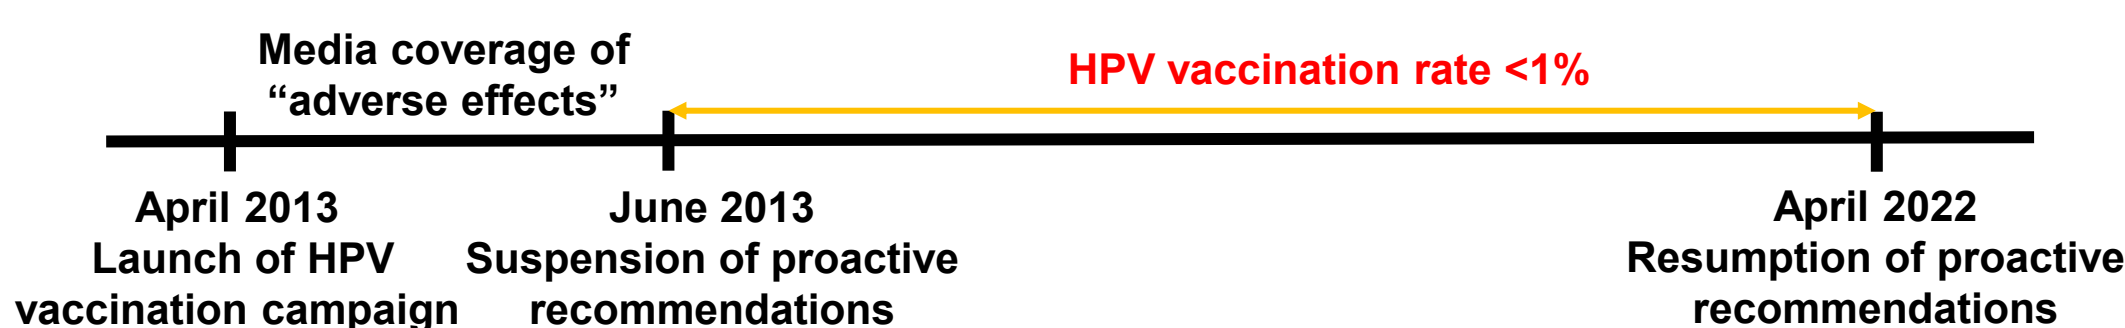 Media coverage of
“adverse effects”
HPV vaccination rate <1%
April 2013
Launch of HPV
vaccination campaign
June 2013
Suspension of proactive
recommendations
April 2022
Resumption of proactive
recommendations